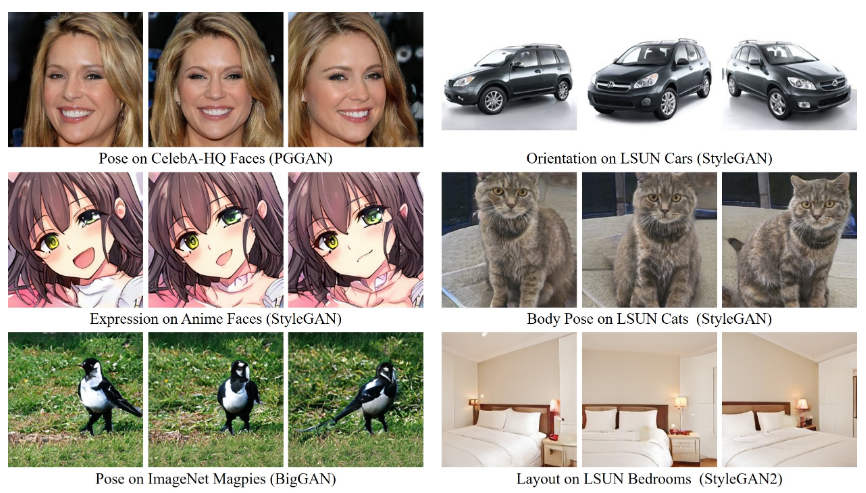 Pose on CelebA-HQ Faces (PGGAN)
Orientation on LSUN Cars (StyleGAN)
Expression on Anime Faces (StyleGAN)
Body Pose on LSUN Cats (StyleGAN)
Pose on ImageNet Magpies (BigGAN)
Layout on LSUN Bedrooms (StyleGAN2)